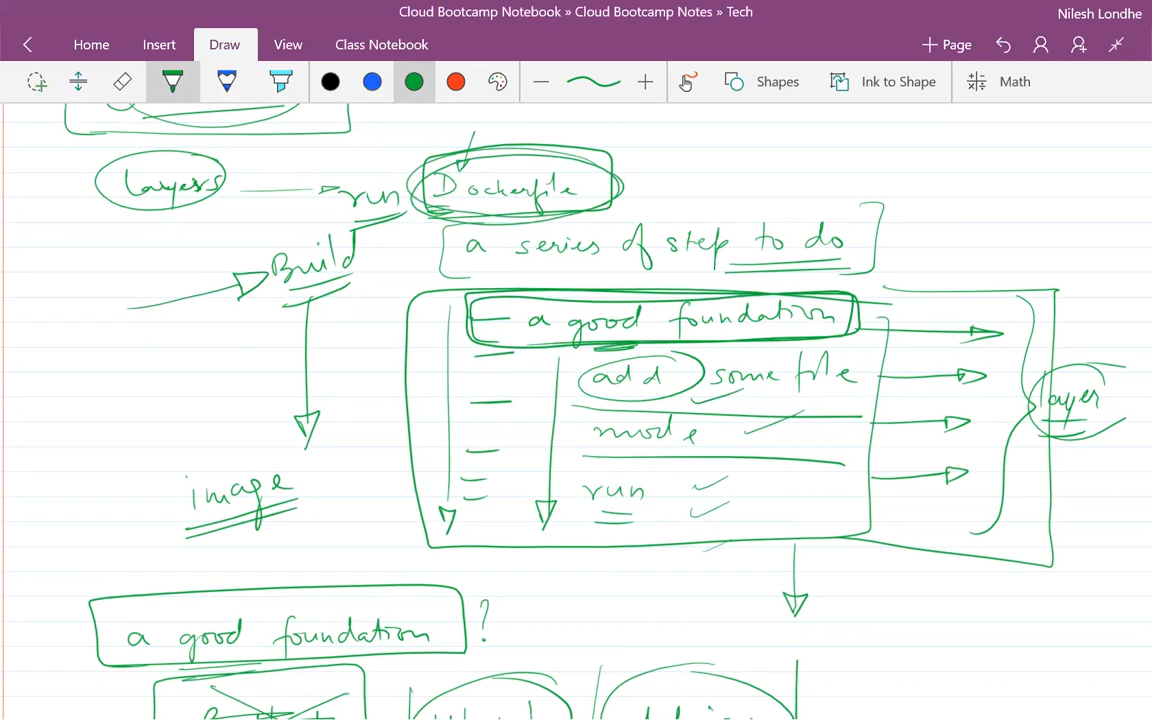 Cloud Bootcamp Notebook » Cloud Bootcamp Notes » Tech
Nilesh Londhe
Home Insert Draw View Class Notebook
Page
Shapes Ink to Shape Math
layers run Dockerfile
Build
a series of step to do
- a good foundation
add some file
layer
mode
image
run
a good foundation ?